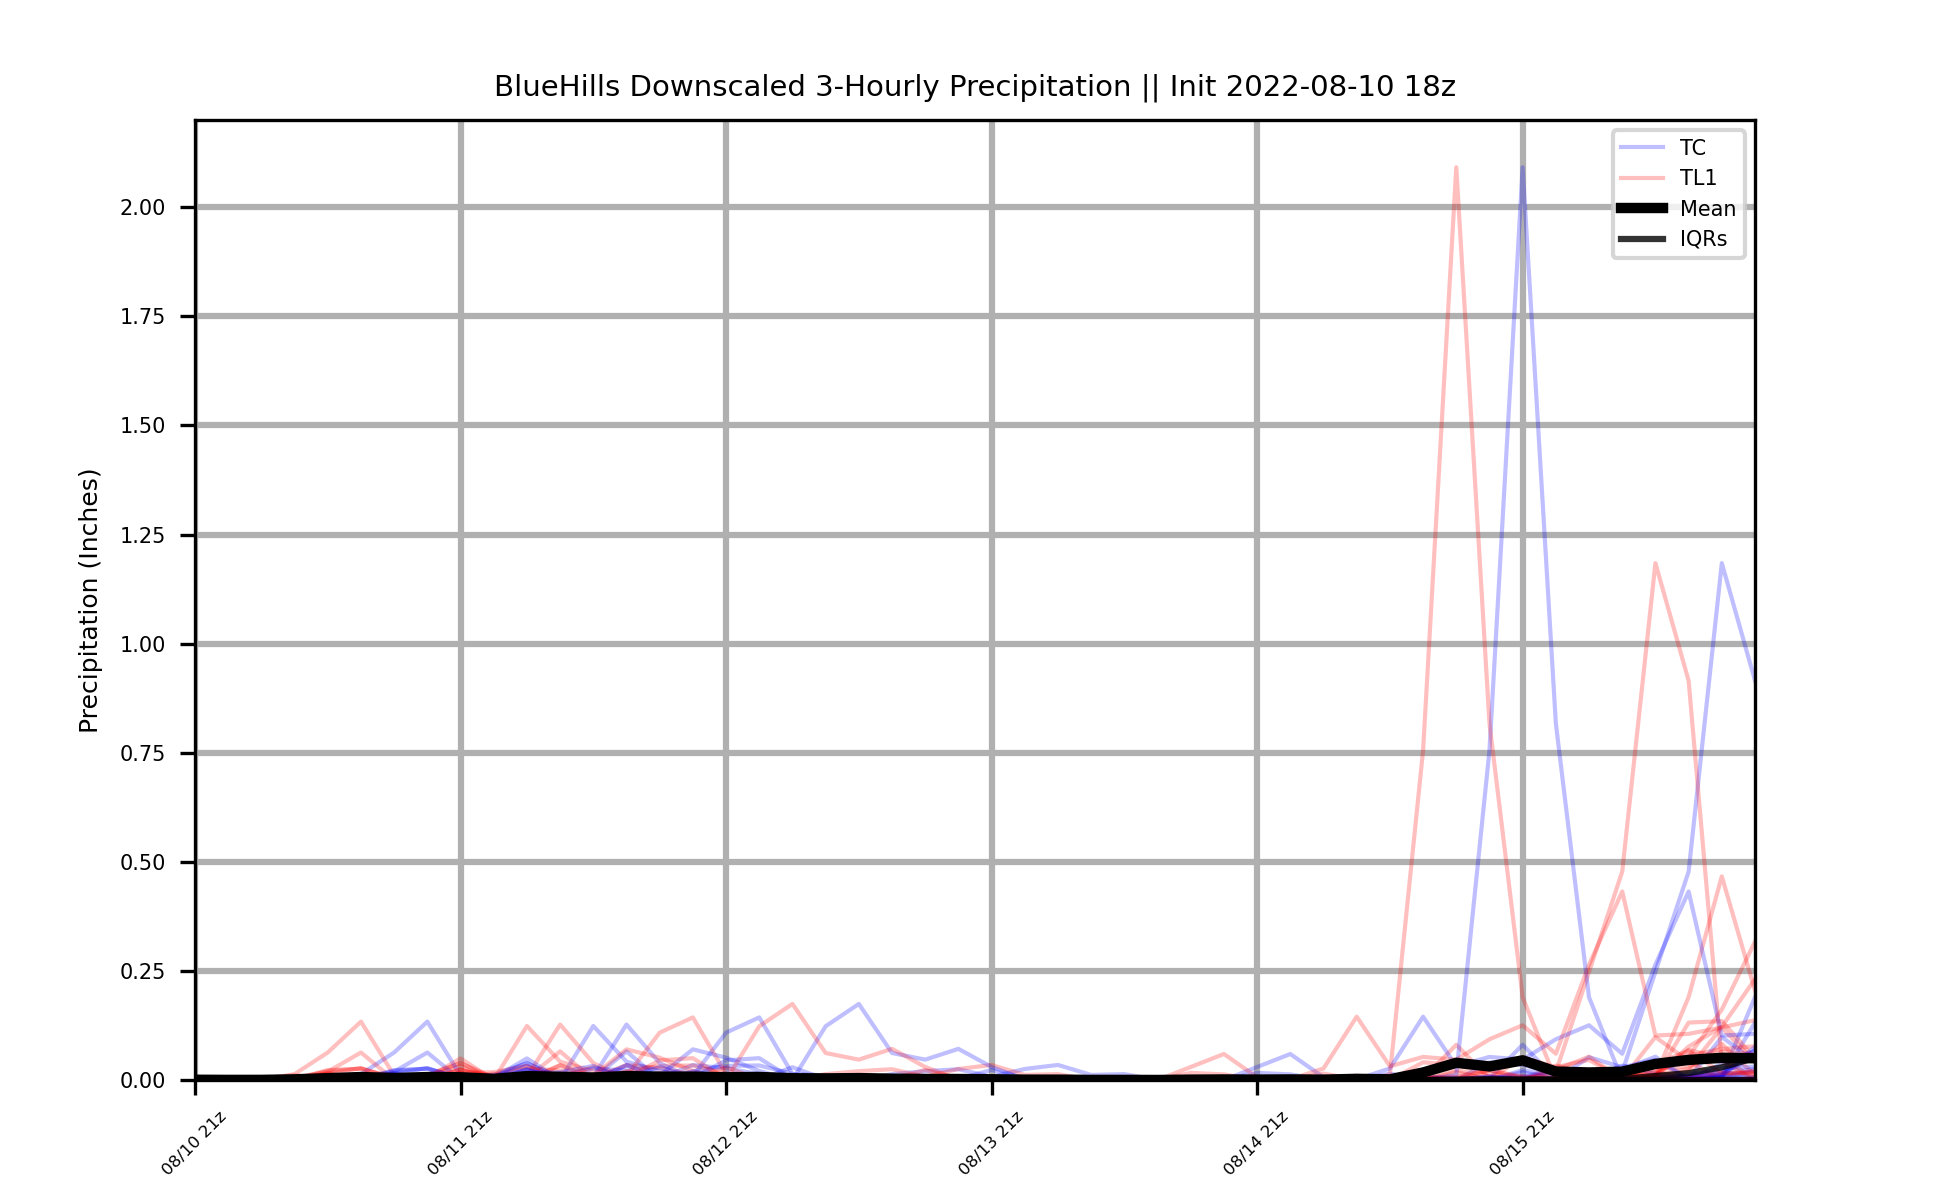 BlueHills Downscaled 3-Hourly Precipitation || Init 2022-08-10 18z
TC
TL1
Mean
IQRs
Precipitation (Inches)
2.00
1.75
1.50
1.25
1.00
0.75
0.50
0.25
0.00
08/10 21z
08/11 21z
08/12 21z
08/13 21z
08/14 21z
08/15 21z